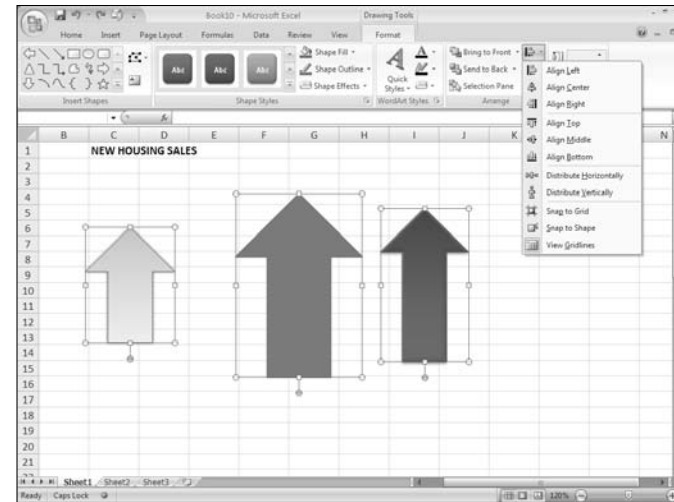 Book10 - Microsoft Excel Drawing Tools
Home Insert Page Layout Formulas Data Review View Format
Abc Abc Abc
Shape Fill
Shape Outline
Shape Effects
Quick Styles
Bring to Front
Send to Back
Selection Pane
Insert Shapes Shape Styles WordArt Styles Arrange
Align Left
Align Center
Align Right
Align Top
Align Middle
Align Bottom
Distribute Horizontally
Distribute Vertically
Snap to Grid
Snap to Shape
View Gridlines
fx
B C D E F G H I J K N
1 NEW HOUSING SALES
2
3
4
5
6
7
8
9
10
11
12
13
14
15
16
17
18
19
20
21
Sheet1 Sheet2 Sheet3
Ready Caps Lock 120%